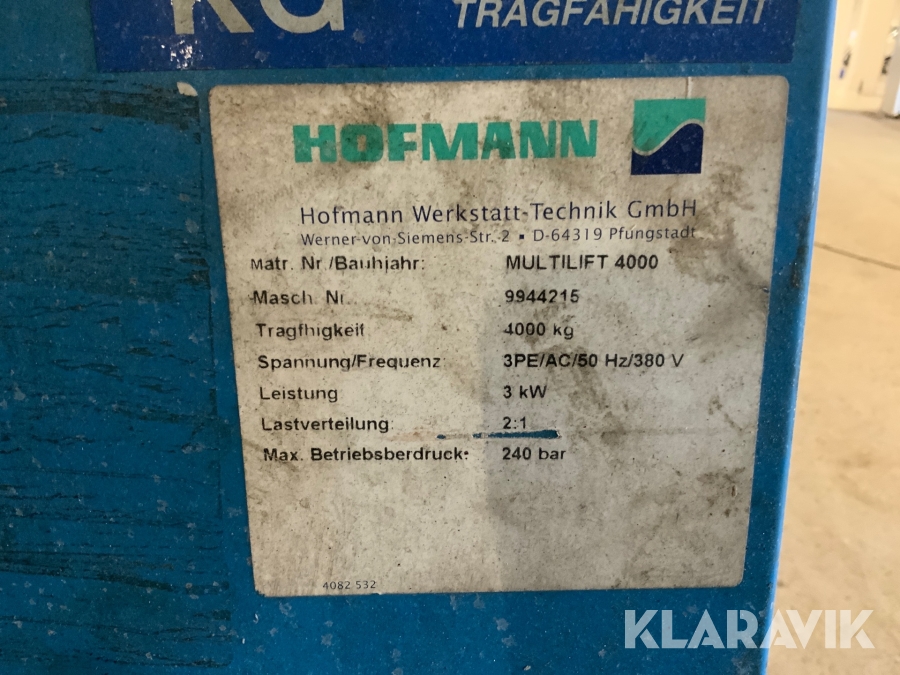 KG TRAGFÄHIGKEIT
HOFMANN
Hofmann Werkstatt-Technik GmbH
Werner-von-Siemens-Str. 2 ▪ D-64319 Pfungstadt
Matr. Nr./Bauhjahr: MULTILIFT 4000
Masch. Nr. 9944215
Tragfhigkeit 4000 kg
Spannung/Frequenz: 3PE/AC/50 Hz/380 V
Leistung 3 kW
Lastverteilung: 2:1
Max. Betriebsberdruck: 240 bar
4082 532
KLARAVIK